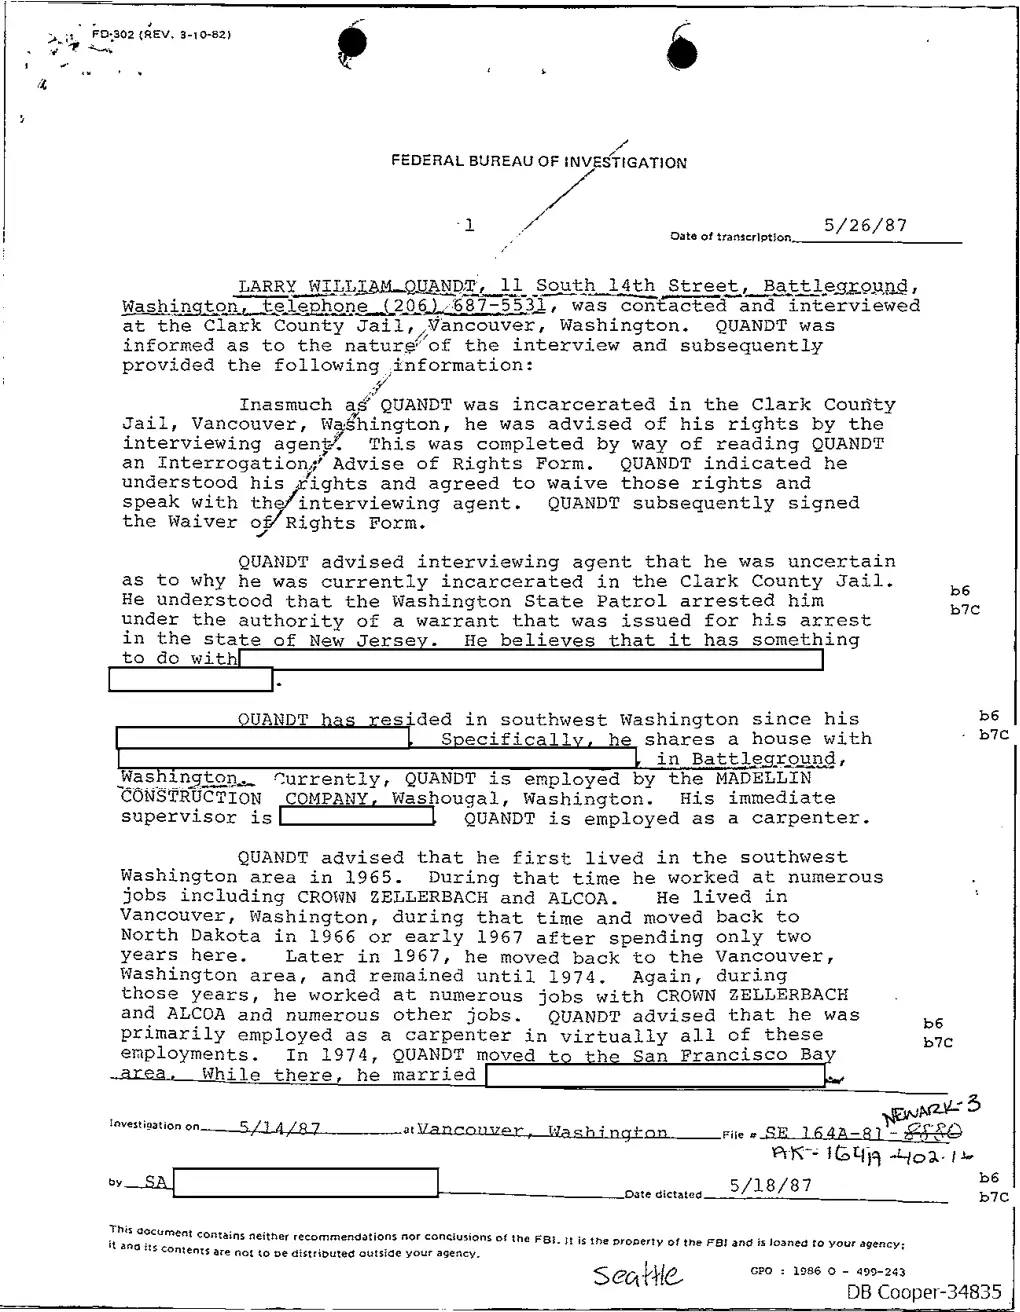 FD-302 (REV. 3-10-82)
FEDERAL BUREAU OF INVESTIGATION
1
Date of transcription 5/26/87
LARRY WILLIAM QUANDT, 11 South 14th Street, Battleground,
Washington, telephone (206) 687-5531, was contacted and interviewed
at the Clark County Jail, Vancouver, Washington. QUANDT was
informed as to the nature of the interview and subsequently
provided the following information:
Inasmuch as QUANDT was incarcerated in the Clark County
Jail, Vancouver, Washington, he was advised of his rights by the
interviewing agent. This was completed by way of reading QUANDT
an Interrogation; Advise of Rights Form. QUANDT indicated he
understood his rights and agreed to waive those rights and
speak with the interviewing agent. QUANDT subsequently signed
the Waiver of Rights Form.
QUANDT advised interviewing agent that he was uncertain
as to why he was currently incarcerated in the Clark County Jail.
He understood that the Washington State Patrol arrested him
under the authority of a warrant that was issued for his arrest
in the state of New Jersey. He believes that it has something
to do with
.
b6
b7C
QUANDT has resided in southwest Washington since his
. Specifically, he shares a house with
, in Battleground,
Washington. Currently, QUANDT is employed by the MADELLIN
CONSTRUCTION COMPANY, Washougal, Washington. His immediate
supervisor is . QUANDT is employed as a carpenter.
b6
b7C
QUANDT advised that he first lived in the southwest
Washington area in 1965. During that time he worked at numerous
jobs including CROWN ZELLERBACH and ALCOA. He lived in
Vancouver, Washington, during that time and moved back to
North Dakota in 1966 or early 1967 after spending only two
years here. Later in 1967, he moved back to the Vancouver,
Washington area, and remained until 1974. Again, during
those years, he worked at numerous jobs with CROWN ZELLERBACH
and ALCOA and numerous other jobs. QUANDT advised that he was
primarily employed as a carpenter in virtually all of these
employments. In 1974, QUANDT moved to the San Francisco Bay
area. While there, he married
b6
b7C
NEWARK-3
Investigation on 5/14/87 at Vancouver, Washington File # SE 164A-81
AK-164A-402-
by SA Date dictated 5/18/87
b6
b7C
This document contains neither recommendations nor conclusions of the FBI. It is the property of the FBI and is loaned to your agency;
it and its contents are not to be distributed outside your agency.
Seattle
GPO : 1986 O - 499-243
DB Cooper-34835